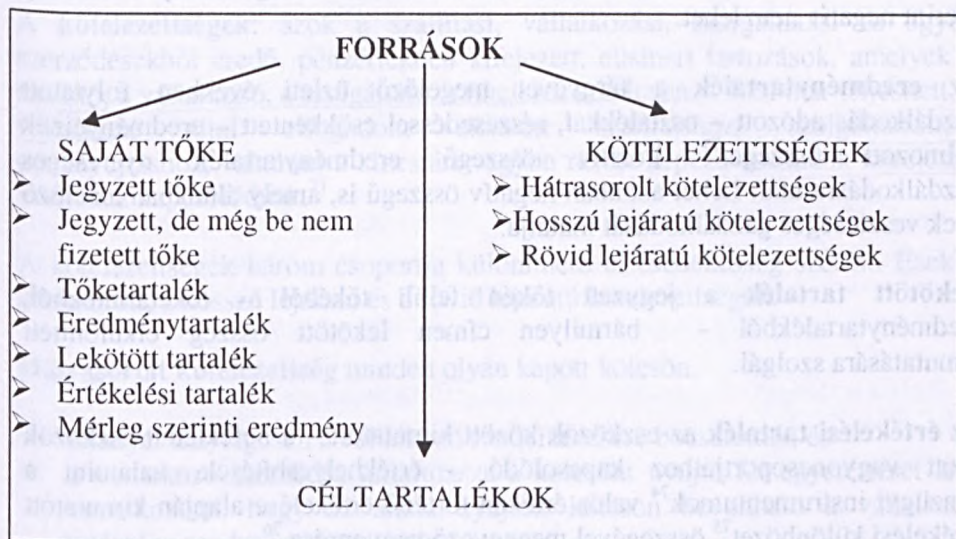 FORRÁSOK
SAJÁT TŐKE
➢ Jegyzett tőke
➢ Jegyzett, de még be nem
fizetett tőke
➢ Tőketartalék
➢ Eredménytartalék
➢ Lekötött tartalék
➢ Értékelési tartalék
➢ Mérleg szerinti eredmény
KÖTELEZETTSÉGEK
➢ Hátrasorolt kötelezettségek
➢ Hosszú lejáratú kötelezettségek
➢ Rövid lejáratú kötelezettségek
CÉLTARTALÉKOK